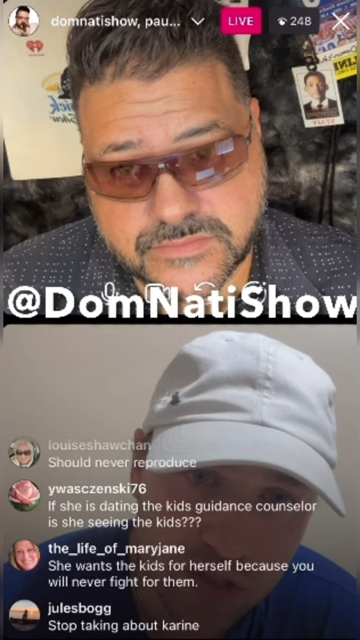 domnatishow, pau...
LIVE
248
STAFF
@DomNatiShow
louiseshawchan
Should never reproduce
ywasczenski76
If she is dating the kids guidance counselor
is she seeing the kids???
the_life_of_maryjane
She wants the kids for herself because you
will never fight for them.
julesbogg
Stop taking about karine